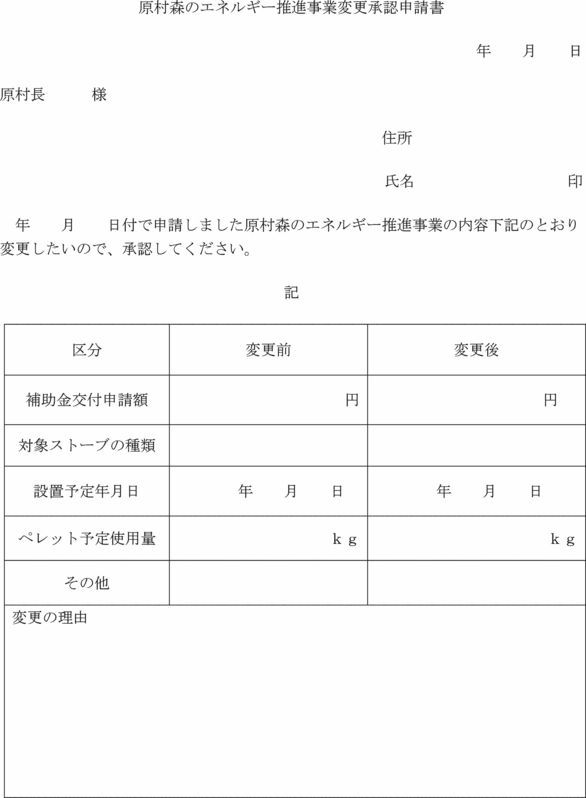 原村森のエネルギー推進事業変更承認申請書
年　　月　　日
原村長　　　様
住所
氏名　　　　　　　　　　印
年　　月　　日付で申請しました原村森のエネルギー推進事業の内容下記のとおり
変更したいので、承認してください。
記
区分　変更前　変更後
補助金交付申請額　円　円
対象ストーブの種類
設置予定年月日　年　　月　　日　年　　月　　日
ペレット予定使用量　ｋｇ　ｋｇ
その他
変更の理由